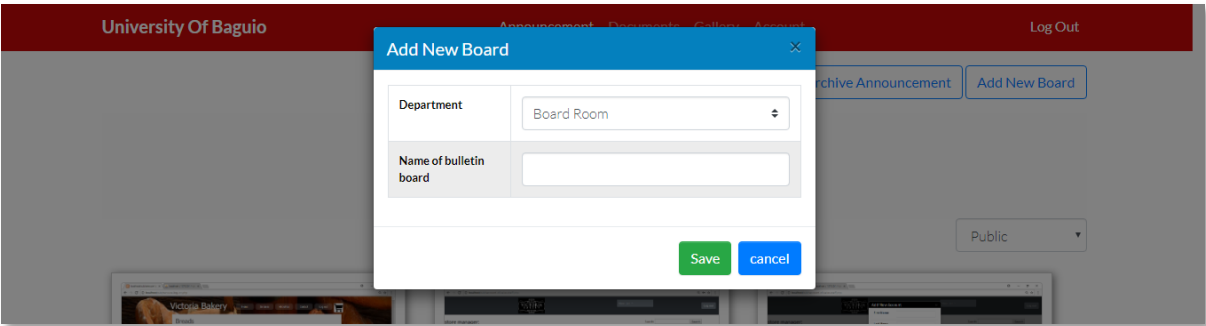 University Of Baguio
Announcement Documents Gallery Account
Log Out
Add New Board
×
rchive Announcement
Add New Board
Department
Board Room
Name of bulletin
board
Public
Save
cancel
Victoria Bakery
Breads